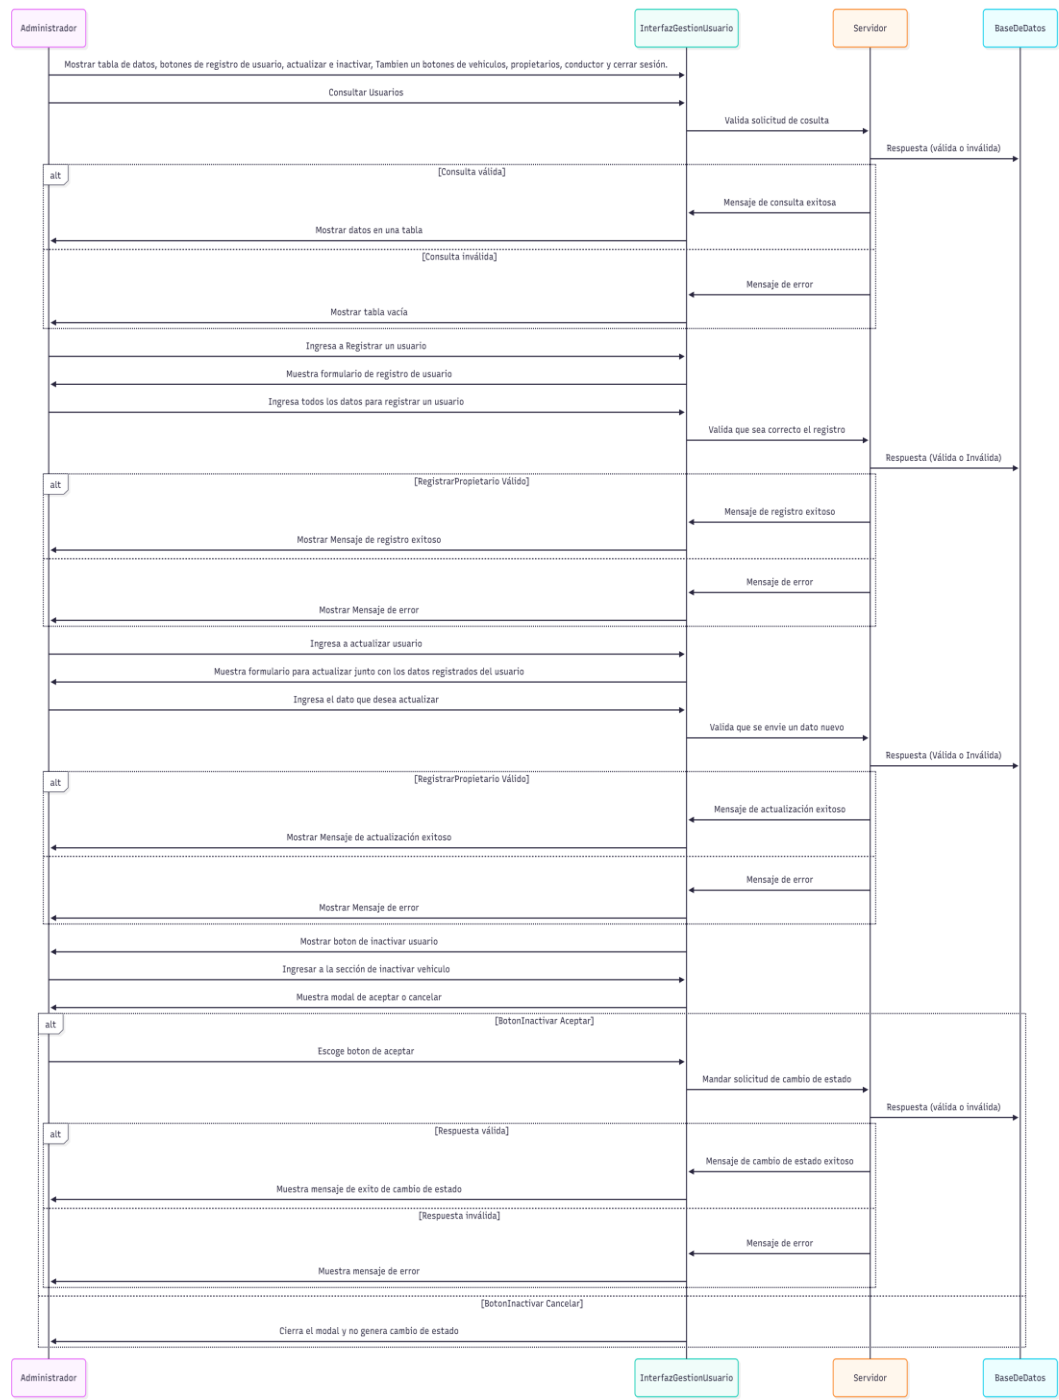 Administrador
InterfazGestionUsuario
Servidor
BaseDeDatos
Mostrar tabla de datos, botones de registro de usuario, actualizar e inactivar, Tambien un botones de vehiculos, propietarios, conductor y cerrar sesión.
Consultar Usuarios
Valida solicitud de cosulta
Respuesta (válida o inválida)
alt
[Consulta válida]
Mensaje de consulta exitosa
Mostrar datos en una tabla
[Consulta inválida]
Mensaje de error
Mostrar tabla vacía
Ingresa a Registrar un usuario
Muestra formulario de registro de usuario
Ingresa todos los datos para registrar un usuario
Valida que sea correcto el registro
Respuesta (Válida o Inválida)
alt
[RegistrarPropietario Válido]
Mensaje de registro exitoso
Mostrar Mensaje de registro exitoso
Mensaje de error
Mostrar Mensaje de error
Ingresa a actualizar usuario
Muestra formulario para actualizar junto con los datos registrados del usuario
Ingresa el dato que desea actualizar
Valida que se envie un dato nuevo
Respuesta (Válida o Inválida)
alt
[RegistrarPropietario Válido]
Mensaje de actualización exitoso
Mostrar Mensaje de actualización exitoso
Mensaje de error
Mostrar Mensaje de error
Mostrar boton de inactivar usuario
Ingresar a la sección de inactivar vehiculo
Muestra modal de aceptar o cancelar
alt
[BotonInactivar Aceptar]
Escoge boton de aceptar
Mandar solicitud de cambio de estado
Respuesta (válida o inválida)
alt
[Respuesta válida]
Mensaje de cambio de estado exitoso
Muestra mensaje de exito de cambio de estado
[Respuesta inválida]
Mensaje de error
Muestra mensaje de error
[BotonInactivar Cancelar]
Cierra el modal y no genera cambio de estado
Administrador
InterfazGestionUsuario
Servidor
BaseDeDatos